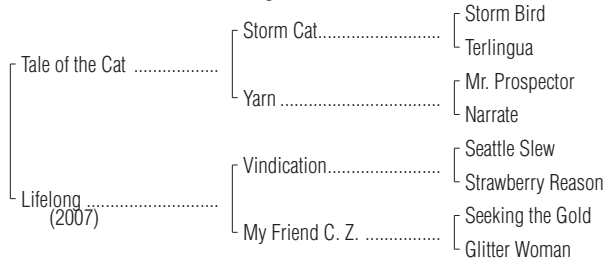 Storm Bird
Storm Cat........................
Terlingua
Tale of the Cat .................
Mr. Prospector
Yarn ................................
Narrate
Seattle Slew
Vindication.......................
Strawberry Reason
Lifelong ..........................
(2007)
Seeking the Gold
My Friend C. Z. ...............
Glitter Woman